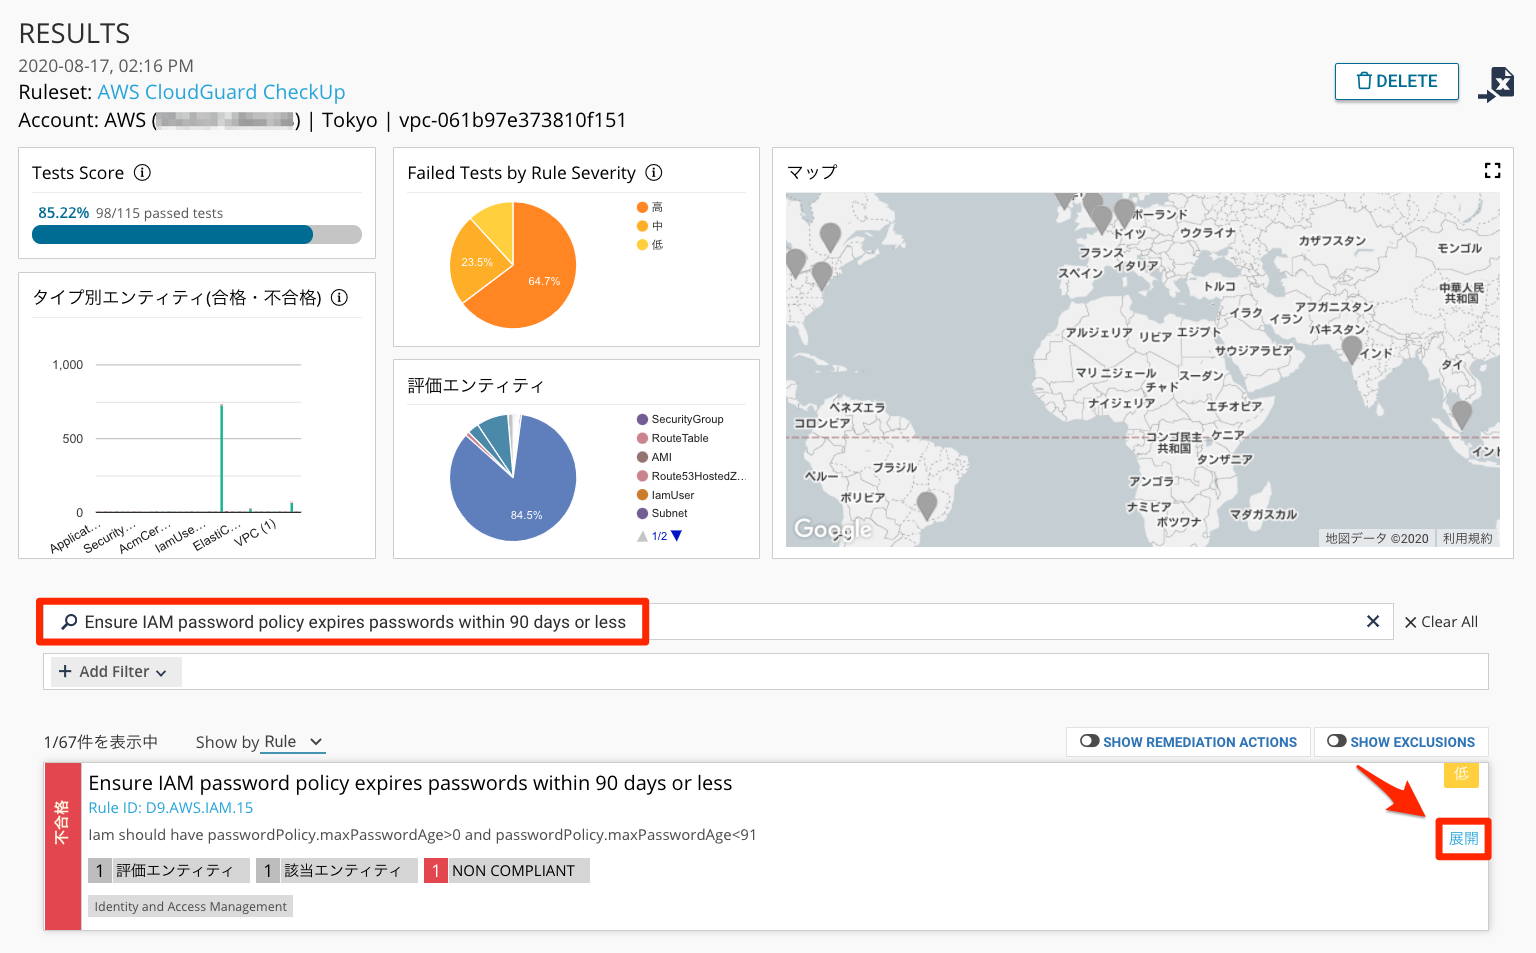 RESULTS
2020-08-17, 02:16 PM
Ruleset: AWS CloudGuard CheckUp
Account: AWS ( ) | Tokyo | vpc-061b97e373810f151
DELETE
Tests Score
85.22% 98/115 passed tests
タイプ別エンティティ(合格・不合格)
1,000
500
0
Applicat...
Security...
AcmCer...
IamUse...
ElastiC...
VPC (1)
Failed Tests by Rule Severity
高
中
低
23.5%
64.7%
評価エンティティ
SecurityGroup
RouteTable
AMI
Route53HostedZ...
IamUser
Subnet
84.5%
1/2
マップ
ポーランド
ドイツ
ウクライナ
カザフスタン
モンゴル
フランス
イタリア
スペイン
トルコ
中華人民
共和国
アフガニスタン
イラク
イラン
パキスタン
アルジェリア
リビア
エジプト
サウジアラビア
インド
タイ
マリ
ニジェール
チャド
スーダン
ナイジェリア
エチオピア
ベネズエラ
コロンビア
コンゴ民主
共和国
ケニア
タンザニア
インド
ブラジル
ペルー
ボリビア
アンゴラ
ナミビア
ボツワナ
マダガスカル
Google
地図データ ©2020
利用規約
Ensure IAM password policy expires passwords within 90 days or less
Clear All
Add Filter
1/67件を表示中
Show by Rule
SHOW REMEDIATION ACTIONS
SHOW EXCLUSIONS
不合格
Ensure IAM password policy expires passwords within 90 days or less
低
Rule ID: D9.AWS.IAM.15
Iam should have passwordPolicy.maxPasswordAge>0 and passwordPolicy.maxPasswordAge<91
展開
1 評価エンティティ
1 該当エンティティ
1 NON COMPLIANT
Identity and Access Management